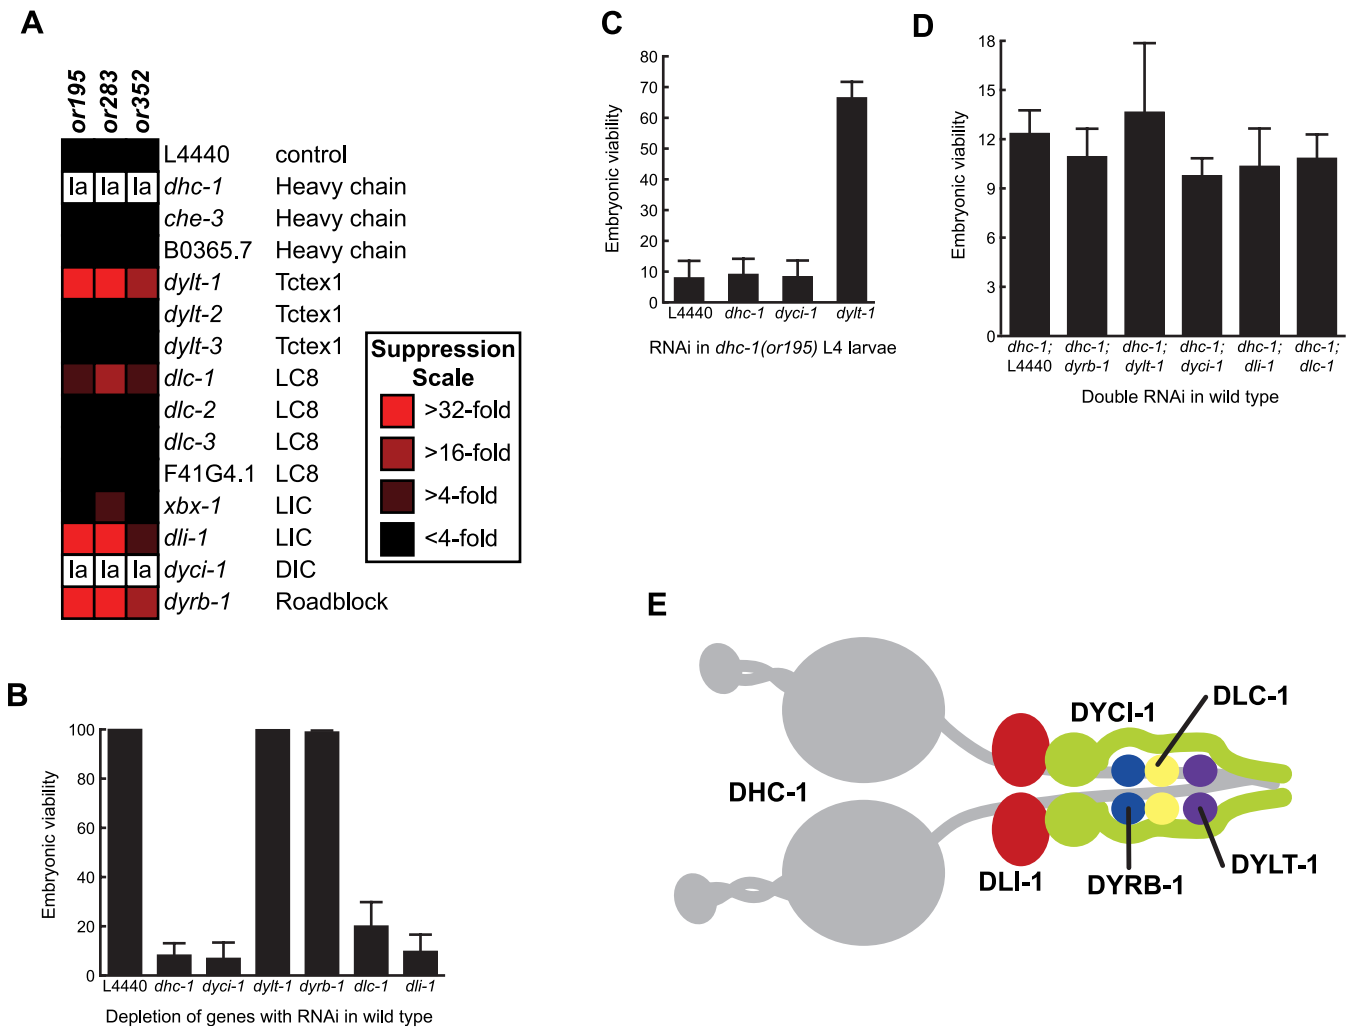 A
or195
or283
or352
L4440 control
la la la dhc-1 Heavy chain
che-3 Heavy chain
B0365.7 Heavy chain
dylt-1 Tctex1
dylt-2 Tctex1
dylt-3 Tctex1
dlc-1 LC8
dlc-2 LC8
dlc-3 LC8
F41G4.1 LC8
xbx-1 LIC
dli-1 LIC
la la la dyci-1 DIC
dyrb-1 Roadblock
Suppression
Scale
>32-fold
>16-fold
>4-fold
<4-fold
B
Embryonic viability
100
80
60
40
20
0
L4440 dhc-1 dyci-1 dylt-1 dyrb-1 dlc-1 dli-1
Depletion of genes with RNAi in wild type
C
Embryonic viability
80
70
60
50
40
30
20
10
0
L4440 dhc-1 dyci-1 dylt-1
RNAi in dhc-1(or195) L4 larvae
D
Embryonic viability
18
15
12
9
6
3
0
dhc-1; dhc-1; dhc-1; dhc-1; dhc-1; dhc-1;
L4440 dyrb-1 dylt-1 dyci-1 dli-1 dlc-1
Double RNAi in wild type
E
DLC-1
DYCI-1
DHC-1
DLI-1
DYRB-1
DYLT-1